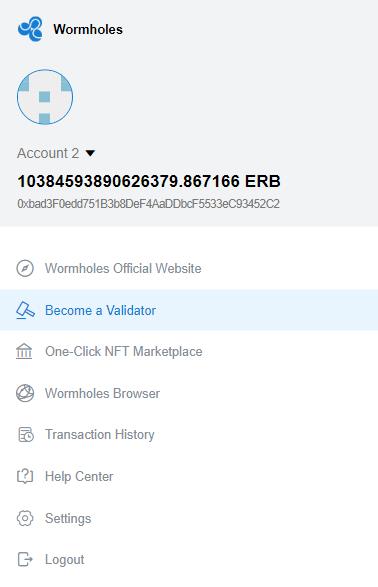 Wormholes
Account 2
10384593890626379.867166 ERB
0xbad3F0edd751B3b8DeF4AaDDbcF5533eC93452C2
Wormholes Official Website
Become a Validator
One-Click NFT Marketplace
Wormholes Browser
Transaction History
Help Center
Settings
Logout